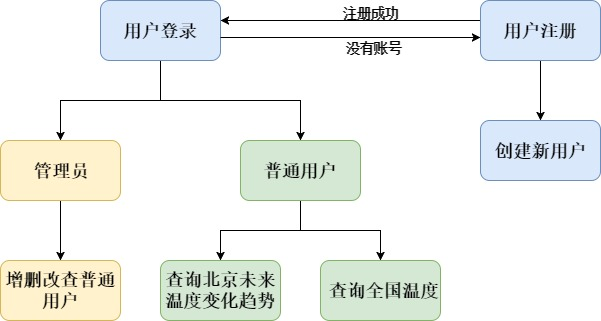 用户登录
注册成功
没有账号
用户注册
创建新用户
管理员
普通用户
增删改查普通
用户
查询北京未来
温度变化趋势
查询全国温度